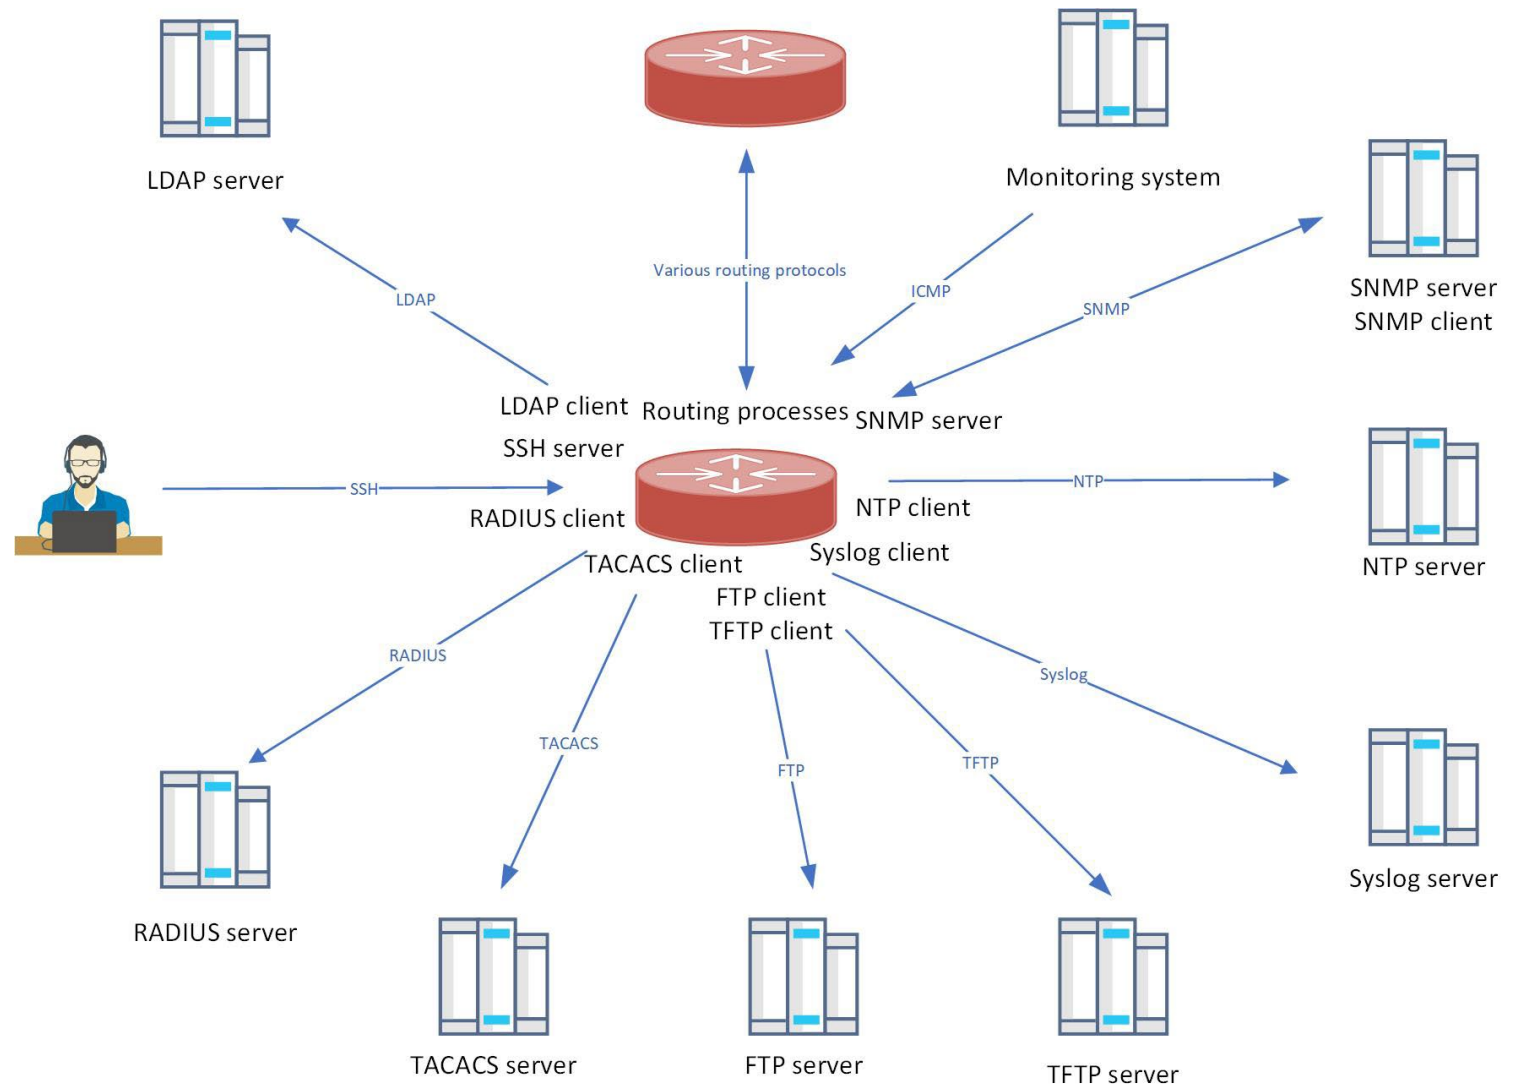 LDAP server
Monitoring system
SNMP server
SNMP client
Various routing protocols
ICMP
LDAP
SNMP
LDAP client
Routing processes
SNMP server
SSH server
SSH
NTP
RADIUS client
NTP client
Syslog client
TACACS client
NTP server
FTP client
TFTP client
RADIUS
Syslog
TACACS
FTP
TFTP
Syslog server
RADIUS server
TACACS server
FTP server
TFTP server